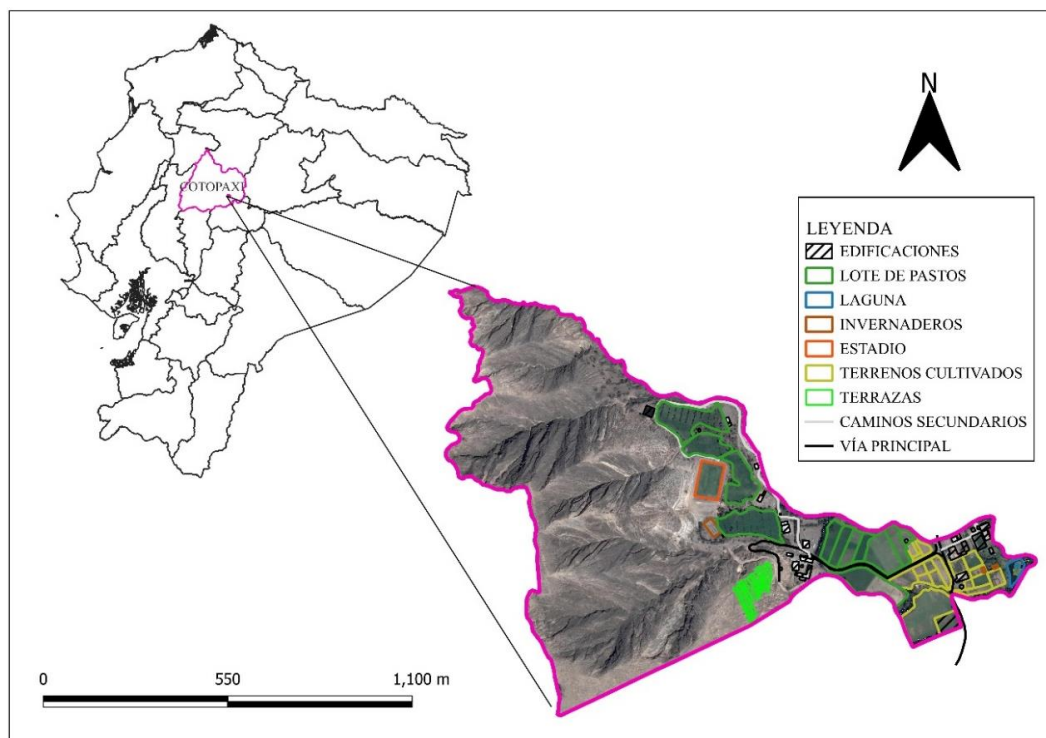 COTOPAXI
N
LEYENDA
EDIFICACIONES
LOTE DE PASTOS
LAGUNA
INVERNADEROS
ESTADIO
TERRENOS CULTIVADOS
TERRAZAS
CAMINOS SECUNDARIOS
VÍA PRINCIPAL
0 550 1,100 m